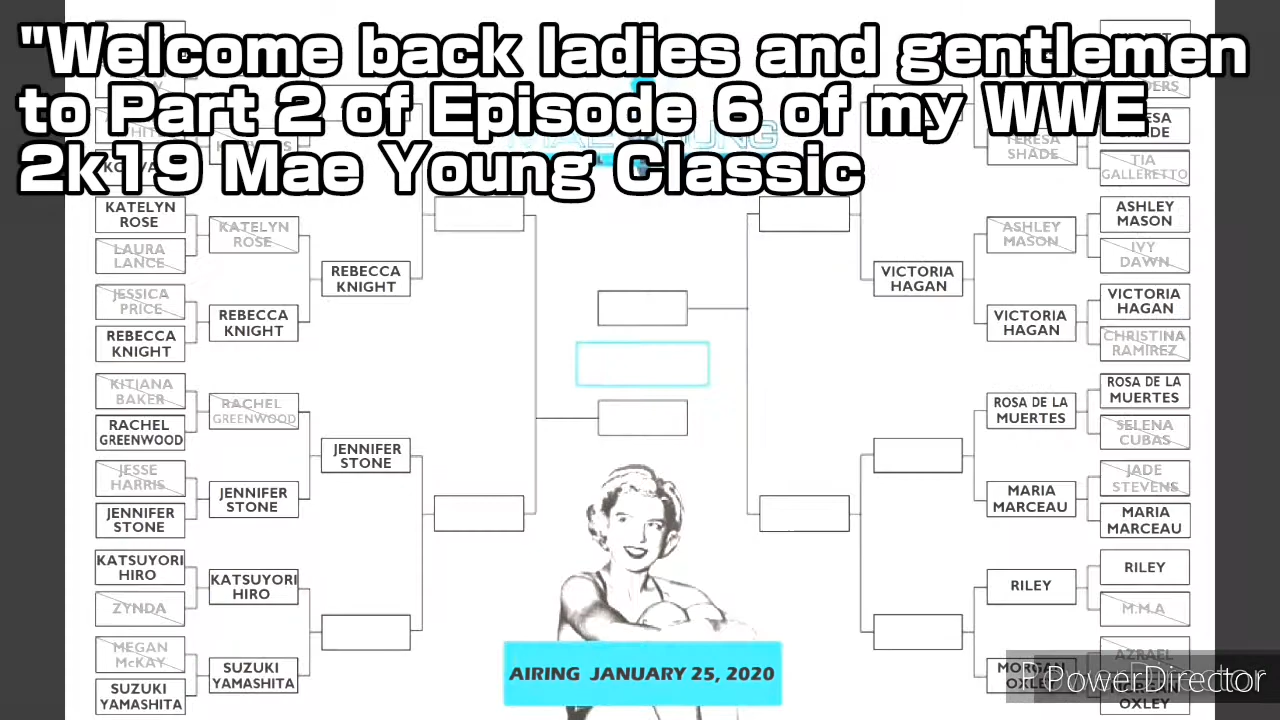 "Welcome back ladies and gentlemen
to Part 2 of Episode 6 of my WWE
2k19 Mae Young Classic
TERESA
SHADE
TIA
GALLERETTO
KATELYN
ROSE
LAURA
LANCE
JESSICA
PRICE
REBECCA
KNIGHT
KITIANA
BAKER
RACHEL
GREENWOOD
JESSE
HARRIS
JENNIFER
STONE
KATSUYORI
HIRO
ZYNDA
MEGAN
McKAY
SUZUKI
YAMASHITA
KATELYN
ROSE
REBECCA
KNIGHT
RACHEL
GREENWOOD
JENNIFER
STONE
KATSUYORI
HIRO
SUZUKI
YAMASHITA
REBECCA
KNIGHT
JENNIFER
STONE
AIRING JANUARY 25, 2020
VICTORIA
HAGAN
ASHLEY
MASON
VICTORIA
HAGAN
ROSA DE LA
MUERTES
MARIA
MARCEAU
RILEY
MORGAN
OXLEY
ASHLEY
MASON
IVY
DAWN
VICTORIA
HAGAN
CHRISTINA
RAMIREZ
ROSA DE LA
MUERTES
SELENA
CUBAS
JADE
STEVENS
MARIA
MARCEAU
RILEY
M.M.A
AZRAEL
OXLEY
PowerDirector